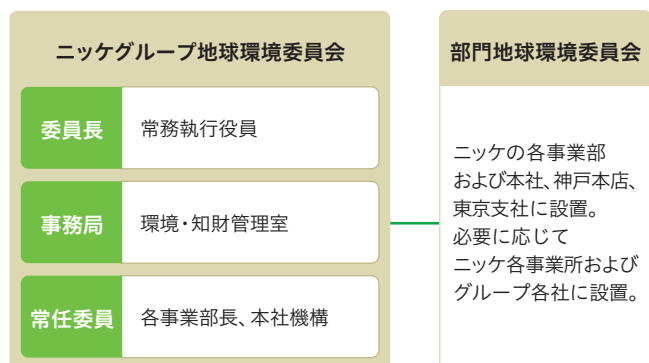 ニッケグループ地球環境委員会
委員長
常務執行役員
事務局
環境・知財管理室
常任委員
各事業部長、本社機構
部門地球環境委員会
ニッケの各事業部
および本社、神戸本店、
東京支社に設置。
必要に応じて
ニッケ各事業所および
グループ各社に設置。